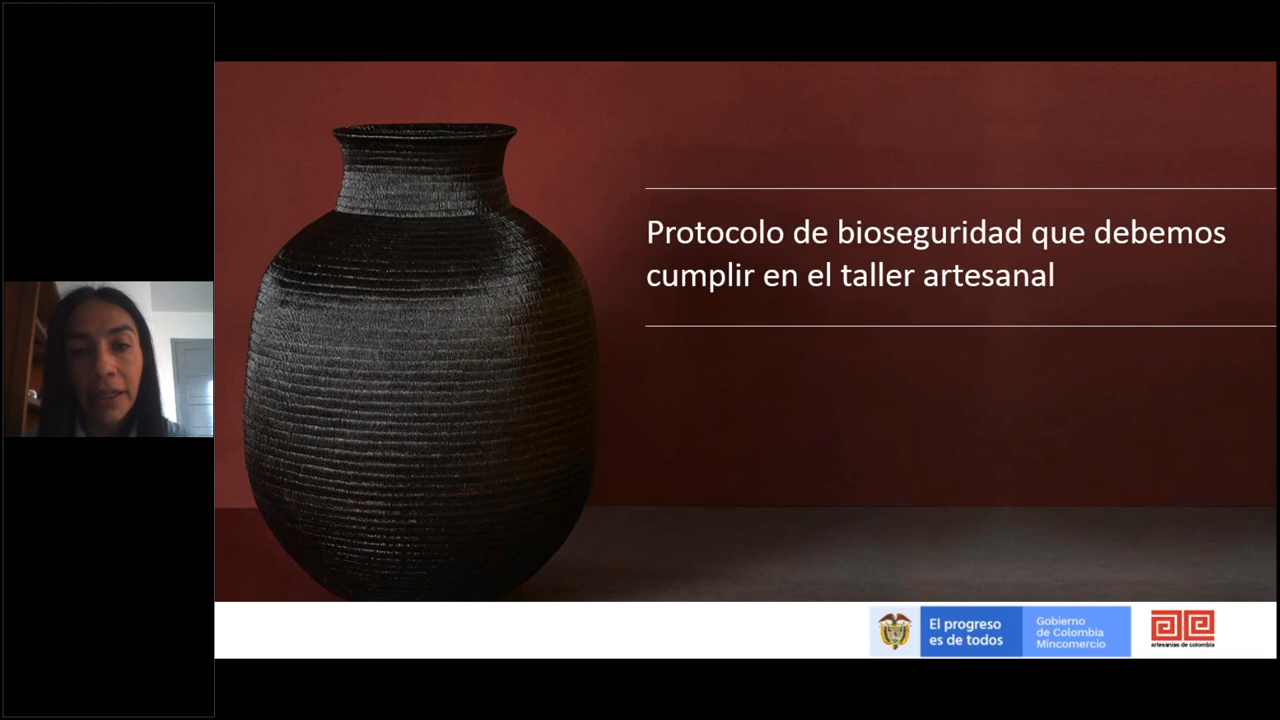 Protocolo de bioseguridad que debemos
cumplir en el taller artesanal
El progreso
es de todos
Gobierno
de Colombia
Mincomercio
artesanías de colombia